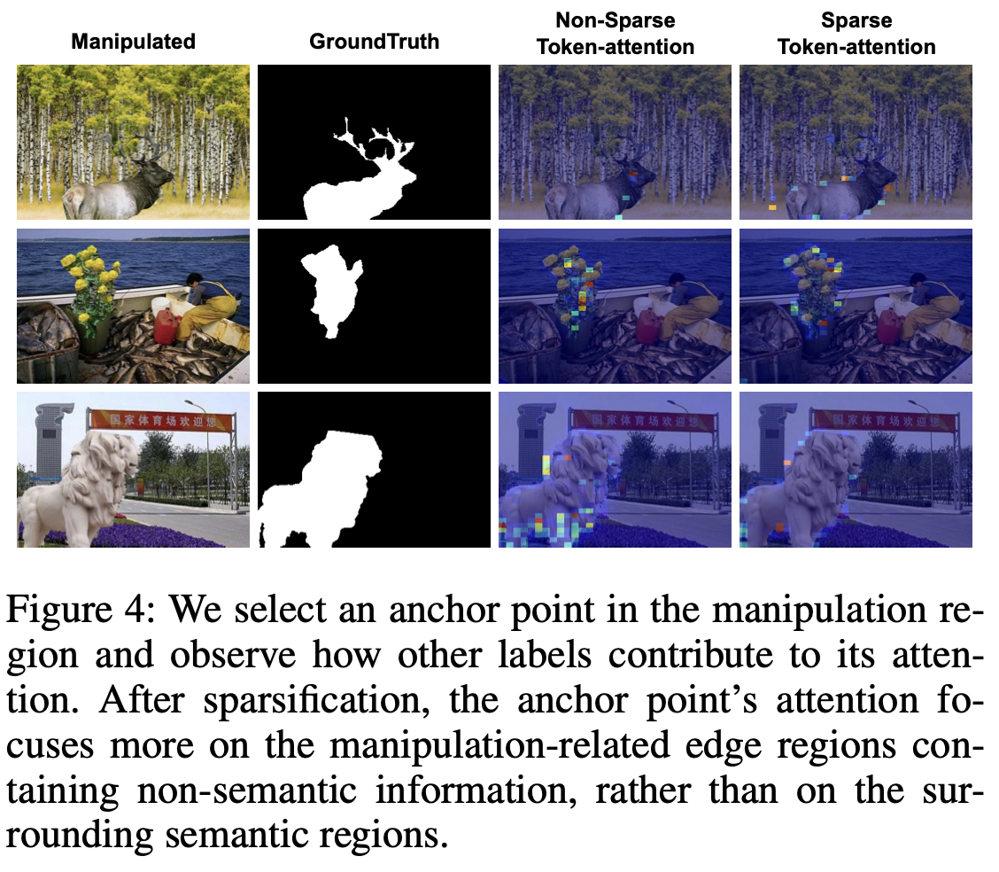 Manipulated
GroundTruth
Non-Sparse
Token-attention
Sparse
Token-attention
国家体育场欢迎您
国家体育场欢迎您
国家体育场欢迎您
Figure 4: We select an anchor point in the manipulation re-
gion and observe how other labels contribute to its atten-
tion. After sparsification, the anchor point’s attention fo-
cuses more on the manipulation-related edge regions con-
taining non-semantic information, rather than on the sur-
rounding semantic regions.